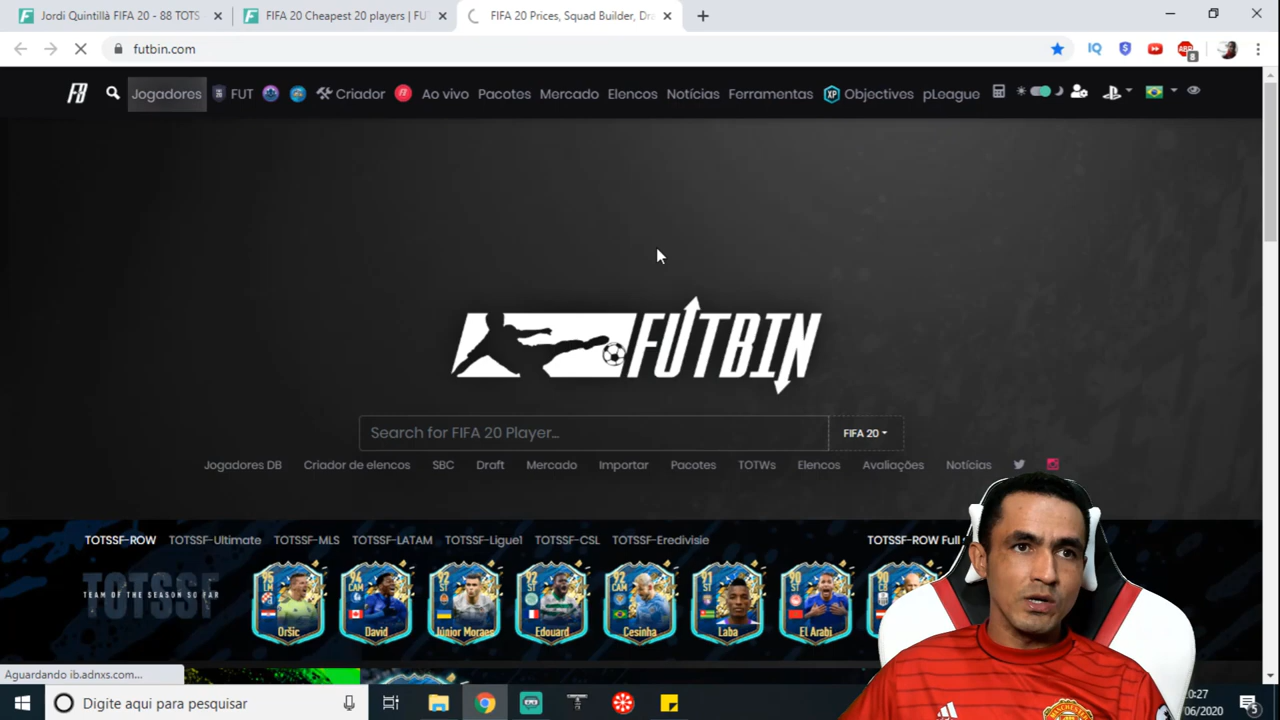 Jordi Quintillà FIFA 20 - 88 TOTS
FIFA 20 Cheapest 20 players | FUT
FIFA 20 Prices, Squad Builder, Dra
futbin.com
Jogadores FUT Criador Ao vivo Pacotes Mercado Elencos Notícias Ferramentas XP Objectives pLeague
FUTBIN
Search for FIFA 20 Player...
FIFA 20
Jogadores DB Criador de elencos SBC Draft Mercado Importar Pacotes TOTWs Elencos Avaliações Notícias
TOTSSF-ROW TOTSSF-Ultimate TOTSSF-MLS TOTSSF-LATAM TOTSSF-Ligue1 TOTSSF-CSL TOTSSF-Eredivisie TOTSSF-ROW Full
TOTSSF
TEAM OF THE SEASON SO FAR
Oršic David Júnior Moraes Edouard Cesinha Laba El Arabi
Aguardando ib.adnxs.com...
Digite aqui para pesquisar